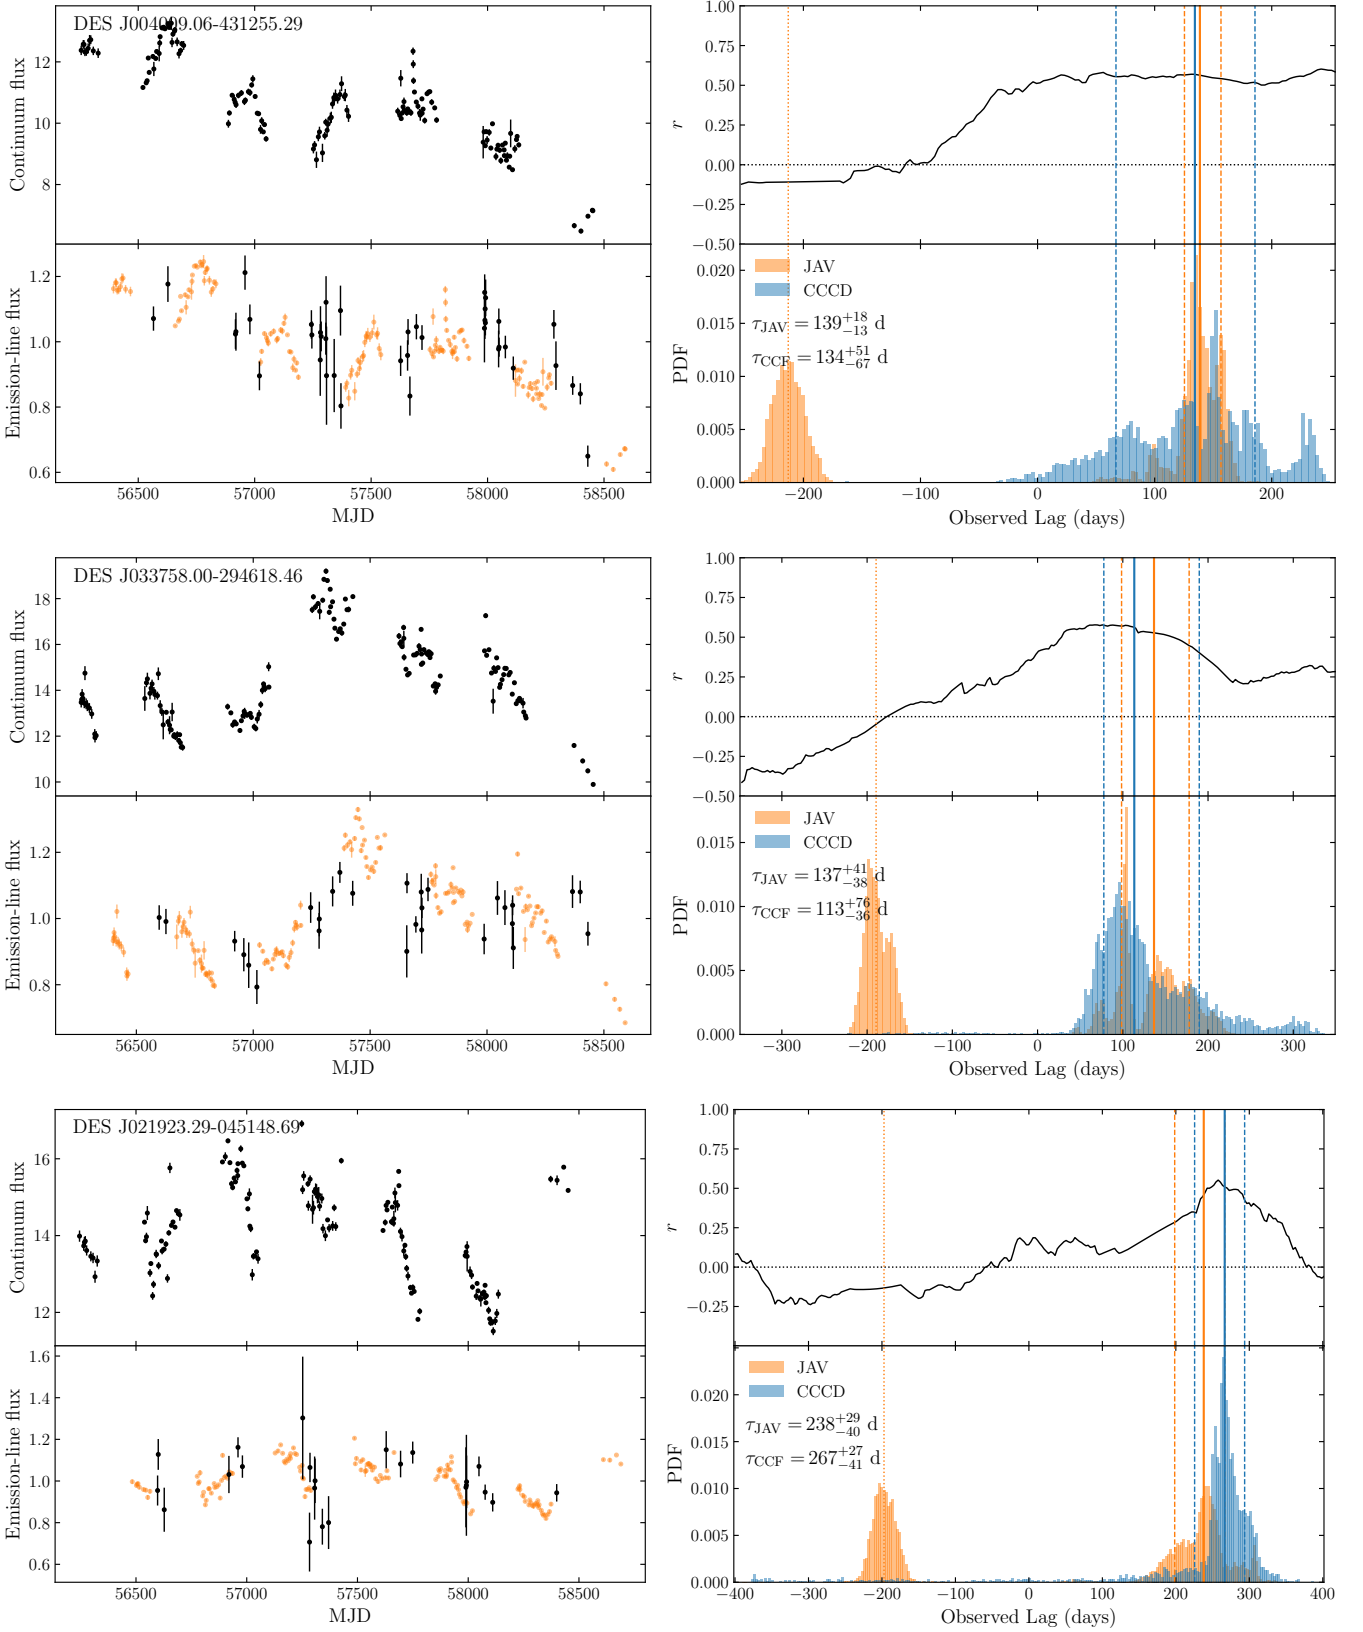 DES J004009.06-431255.29
Continuum flux
12
10
8
Emission-line flux
1.2
1.0
0.8
0.6
56500 57000 57500 58000 58500
MJD
r
1.00
0.75
0.50
0.25
0.00
−0.25
−0.50
JAV
CCCD
τJAV = 139 +18 −13 d
τCCF = 134 +51 −67 d
PDF
0.020
0.015
0.010
0.005
0.000
−200 −100 0 100 200
Observed Lag (days)
DES J033758.00-294618.46
Continuum flux
18
16
14
12
10
Emission-line flux
1.2
1.0
0.8
56500 57000 57500 58000 58500
MJD
r
1.00
0.75
0.50
0.25
0.00
−0.25
−0.50
JAV
CCCD
τJAV = 137 +41 −38 d
τCCF = 113 +76 −36 d
PDF
0.015
0.010
0.005
0.000
−300 −200 −100 0 100 200 300
Observed Lag (days)
DES J021923.29-045148.69
Continuum flux
16
14
12
Emission-line flux
1.6
1.4
1.2
1.0
0.8
0.6
56500 57000 57500 58000 58500
MJD
r
1.00
0.75
0.50
0.25
0.00
−0.25
JAV
CCCD
τJAV = 238 +29 −40 d
τCCF = 267 +27 −41 d
PDF
0.020
0.015
0.010
0.005
0.000
−400 −300 −200 −100 0 100 200 300 400
Observed Lag (days)